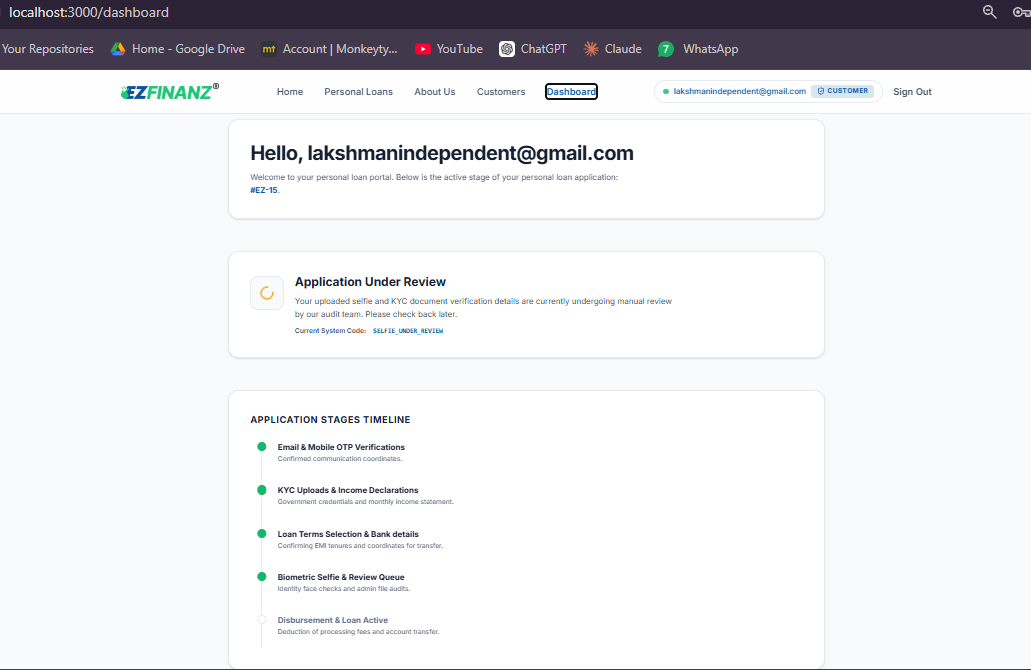 localhost:3000/dashboard
Your Repositories
Home - Google Drive
mt
Account | Monkeyty...
YouTube
ChatGPT
Claude
7
WhatsApp
EZFINANZ®
Home
Personal Loans
About Us
Customers
Dashboard
lakshmanindependent@gmail.com
CUSTOMER
Sign Out
Hello, lakshmanindependent@gmail.com
Welcome to your personal loan portal. Below is the active stage of your personal loan application:
#EZ-15.
Application Under Review
Your uploaded selfie and KYC document verification details are currently undergoing manual review
by our audit team. Please check back later.
Current System Code: SELFIE_UNDER_REVIEW
APPLICATION STAGES TIMELINE
Email & Mobile OTP Verifications
Confirmed communication coordinates.
KYC Uploads & Income Declarations
Government credentials and monthly income statement.
Loan Terms Selection & Bank details
Confirming EMI tenures and coordinates for transfer.
Biometric Selfie & Review Queue
Identity face checks and admin file audits.
Disbursement & Loan Active
Deduction of processing fees and account transfer.